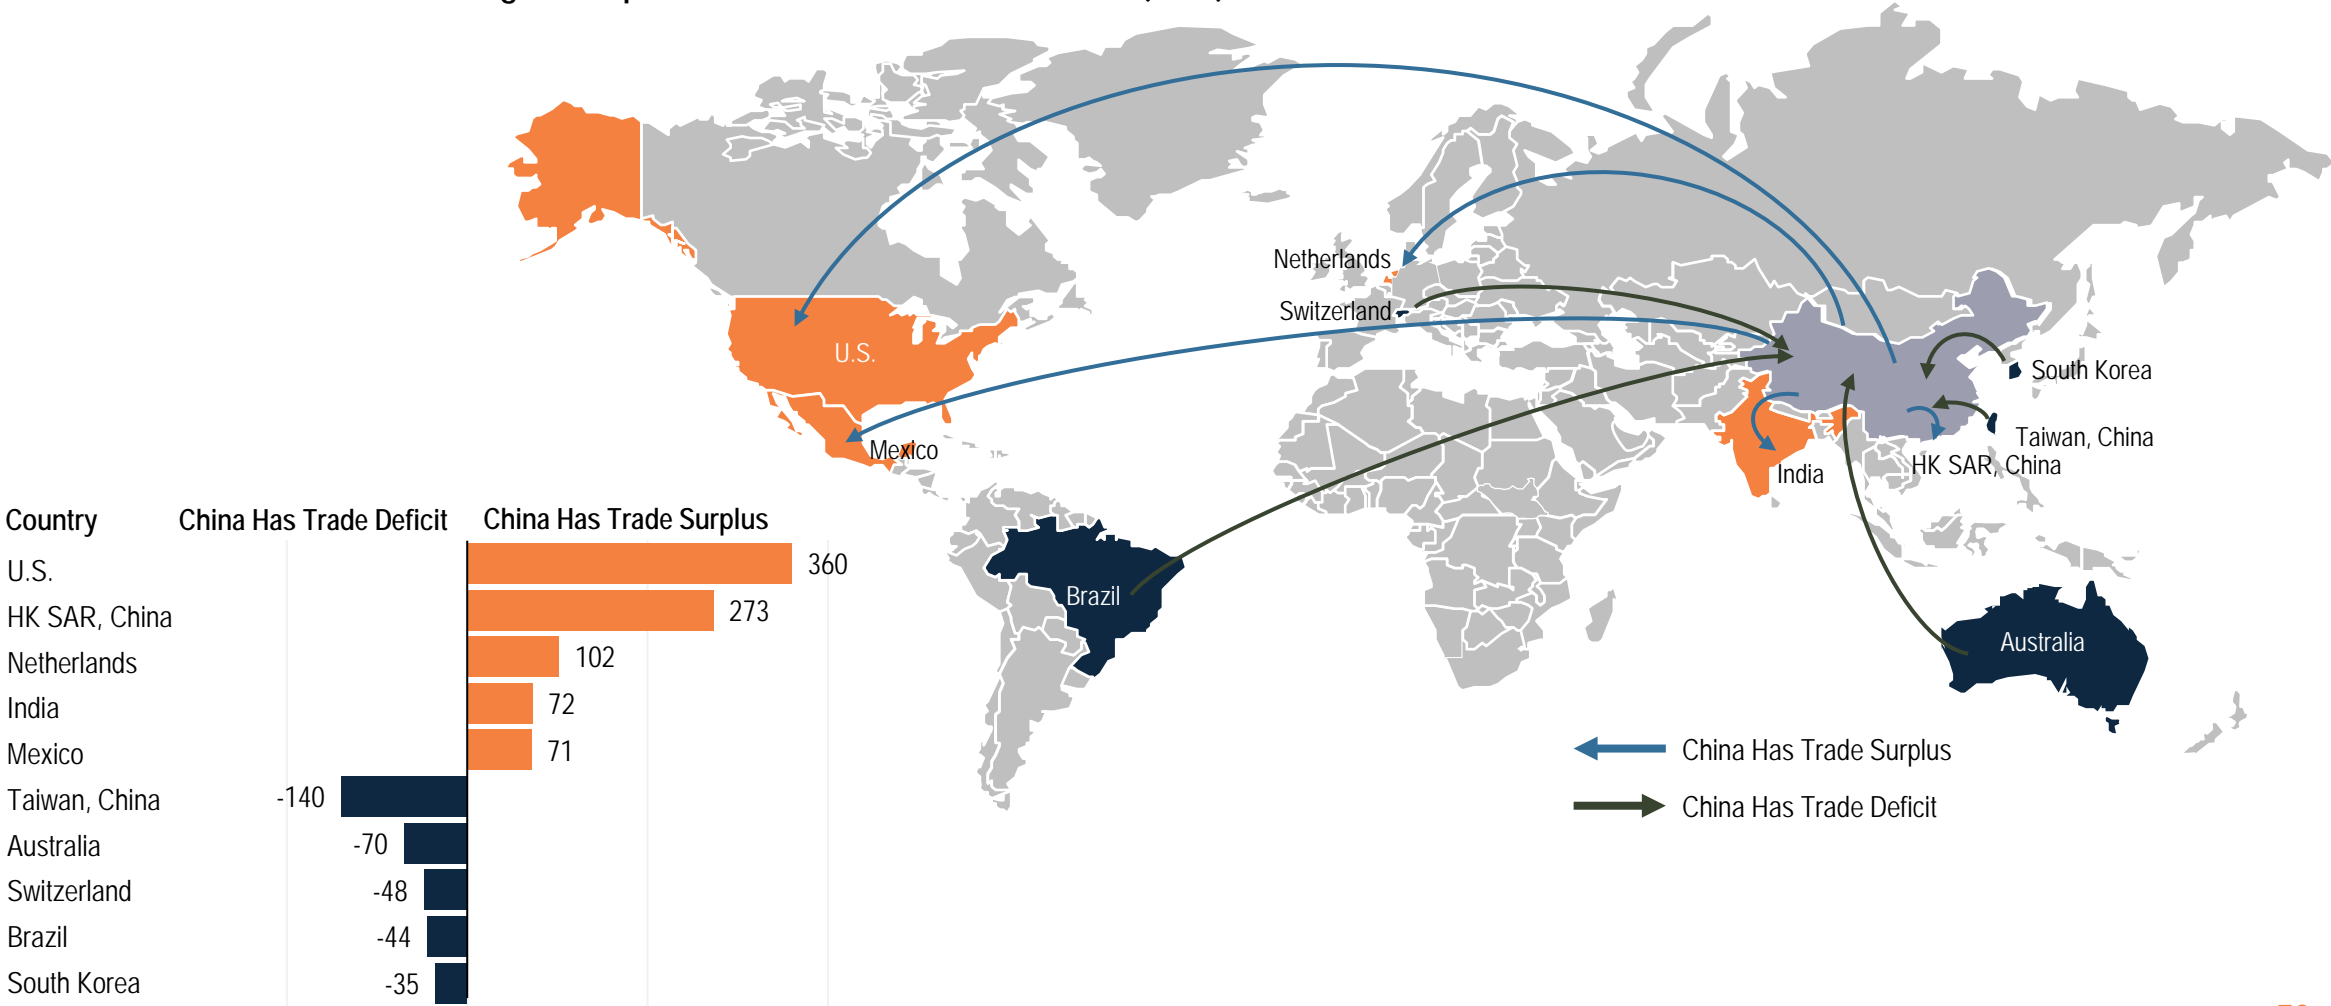 Country China Has Trade Deficit China Has Trade Surplus
U.S. 360
HK SAR, China 273
Netherlands 102
India 72
Mexico 71
Taiwan, China -140
Australia -70
Switzerland -48
Brazil -44
South Korea -35
Netherlands
Switzerland
U.S.
Mexico
South Korea
Taiwan, China
HK SAR, China
India
Brazil
Australia
China Has Trade Surplus
China Has Trade Deficit